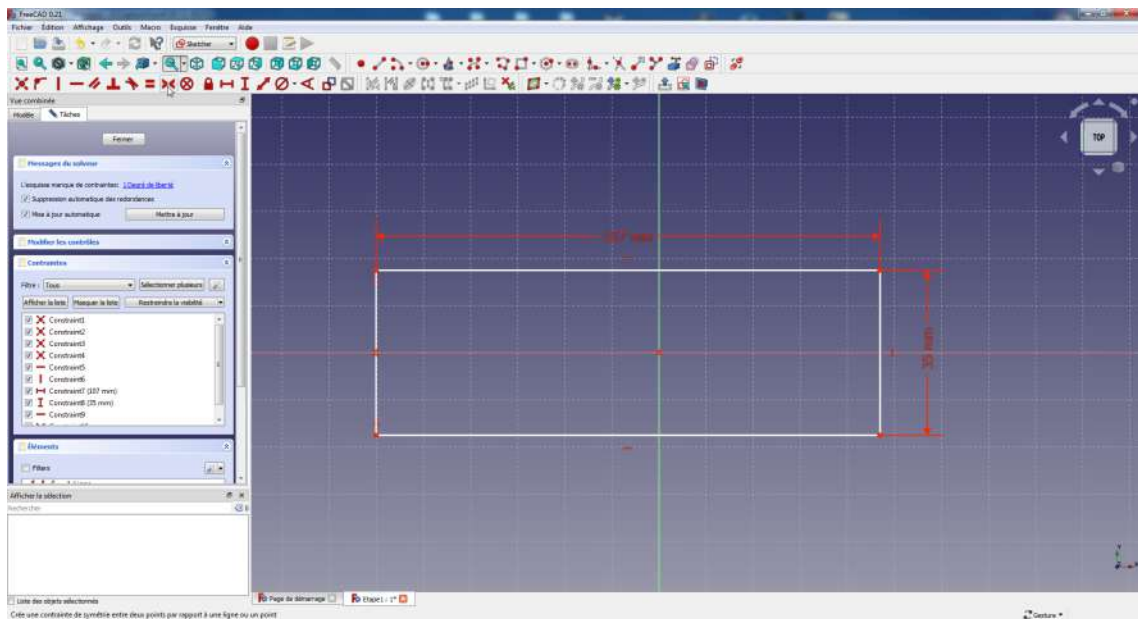 FreeCAD 0.21
Fichier Édition Affichage Outils Macro Esquisse Fenêtre Aide
Sketcher
Vue combinée
Modèle Tâches
Fermer
Messages du solveur
L'esquisse manque de contraintes: 1 Degré de liberté
Suppression automatique des redondances
Mise à jour automatique Mettre à jour
Modifier les contrôles
Contraintes
Filtre : Tous Sélectionner plusieurs
Afficher la liste Masquer la liste Restreindre la visibilité
Constraint1
Constraint2
Constraint3
Constraint4
Constraint5
Constraint6
Constraint7 (107 mm)
Constraint8 (35 mm)
Constraint9
Éléments
Filters
Afficher la sélection
Rechercher
Liste des objets sélectionnés
Crée une contrainte de symétrie entre deux points par rapport à une ligne ou un point
107 mm
35 mm
TOP
Y
Page de démarrage
Etape1 : 1*
Gesture